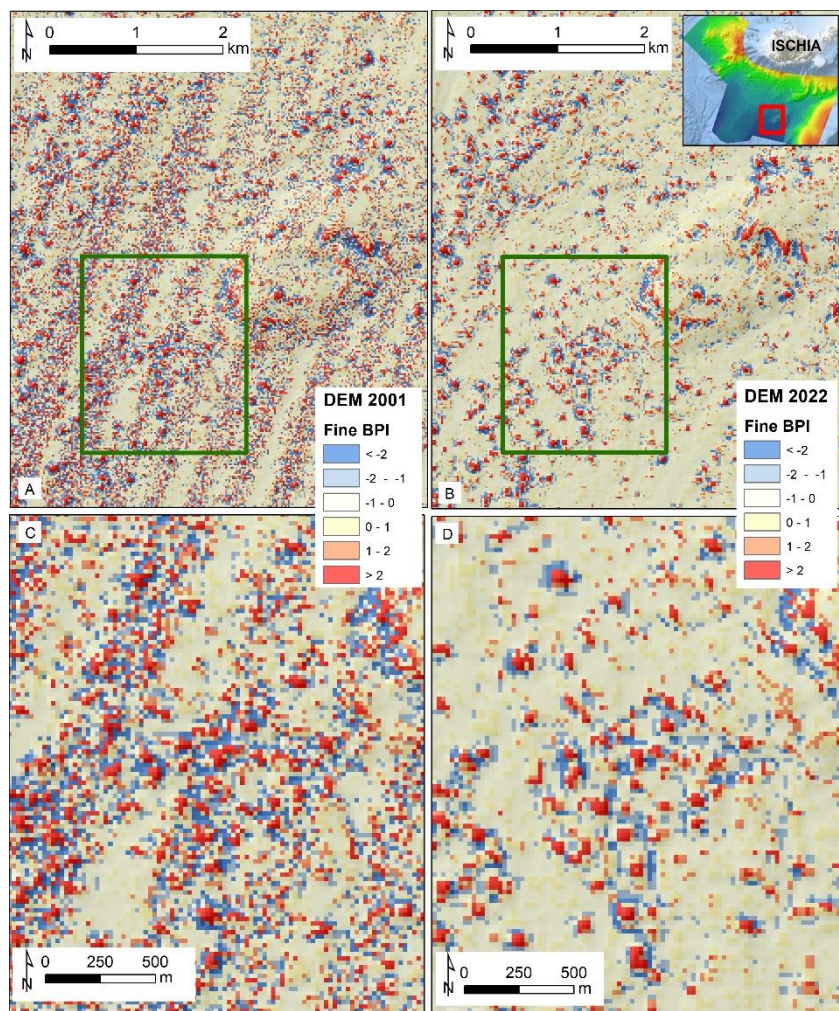 0 1 2
km
N
0 1 2
km
N
ISCHIA
DEM 2001
Fine BPI
< -2
-2 - -1
-1 - 0
0 - 1
1 - 2
> 2
A
DEM 2022
Fine BPI
< -2
-2 - -1
-1 - 0
0 - 1
1 - 2
> 2
B
C
0 250 500
m
N
D
0 250 500
m
N